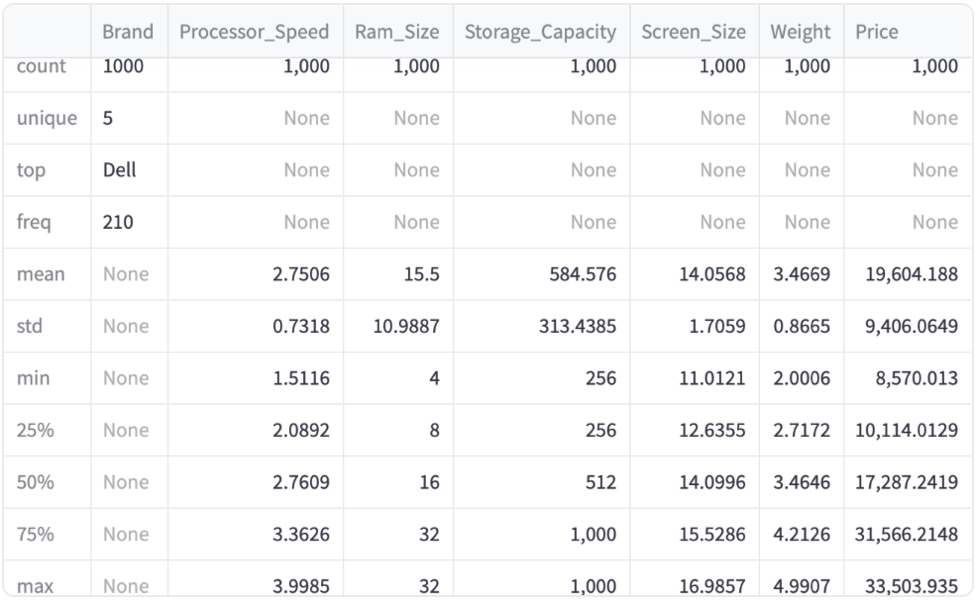 Brand Processor_Speed Ram_Size Storage_Capacity Screen_Size Weight Price
count 1000 1,000 1,000 1,000 1,000 1,000 1,000
unique 5 None None None None None None
top Dell None None None None None None
freq 210 None None None None None None
mean None 2.7506 15.5 584.576 14.0568 3.4669 19,604.188
std None 0.7318 10.9887 313.4385 1.7059 0.8665 9,406.0649
min None 1.5116 4 256 11.0121 2.0006 8,570.013
25% None 2.0892 8 256 12.6355 2.7172 10,114.0129
50% None 2.7609 16 512 14.0996 3.4646 17,287.2419
75% None 3.3626 32 1,000 15.5286 4.2126 31,566.2148
max None 3.9985 32 1,000 16.9857 4.9907 33,503.935